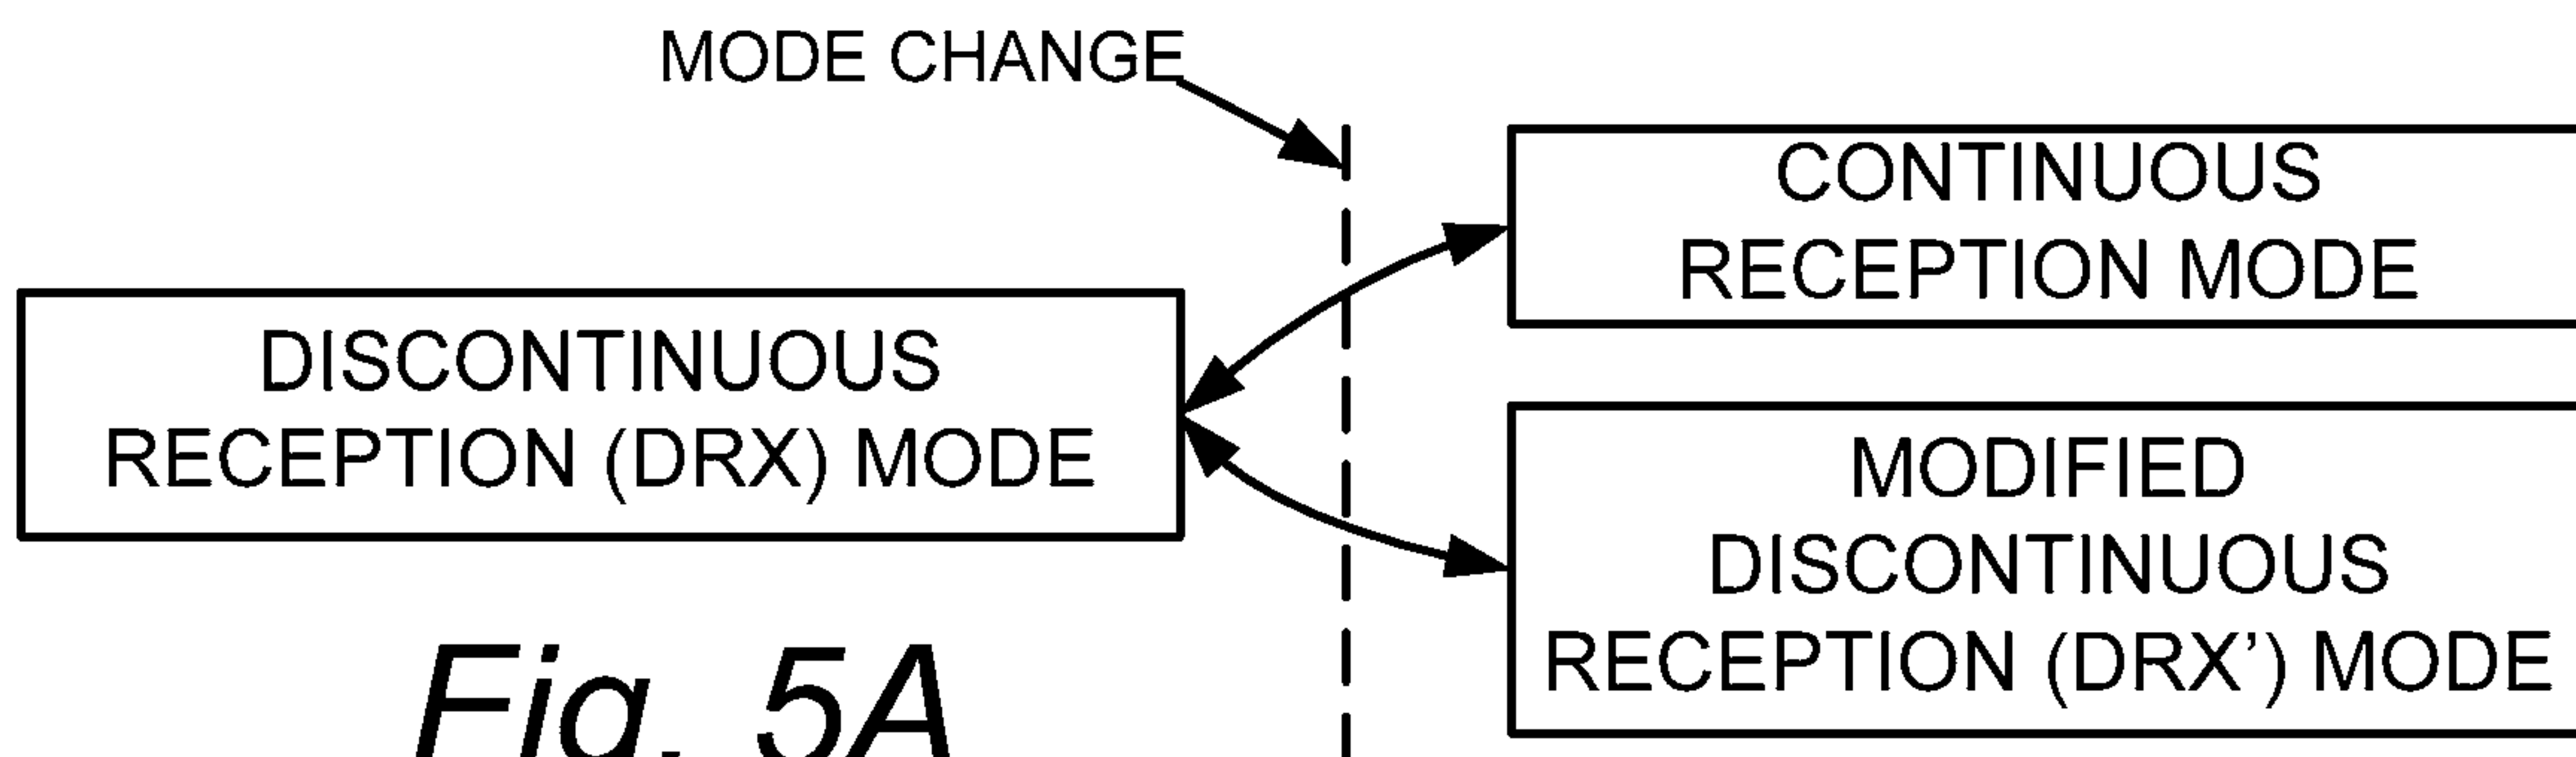 MODE CHANGE
CONTINUOUS
RECEPTION MODE
DISCONTINUOUS
RECEPTION (DRX) MODE
MODIFIED
DISCONTINUOUS
RECEPTION (DRX’) MODE
Fig. 5A